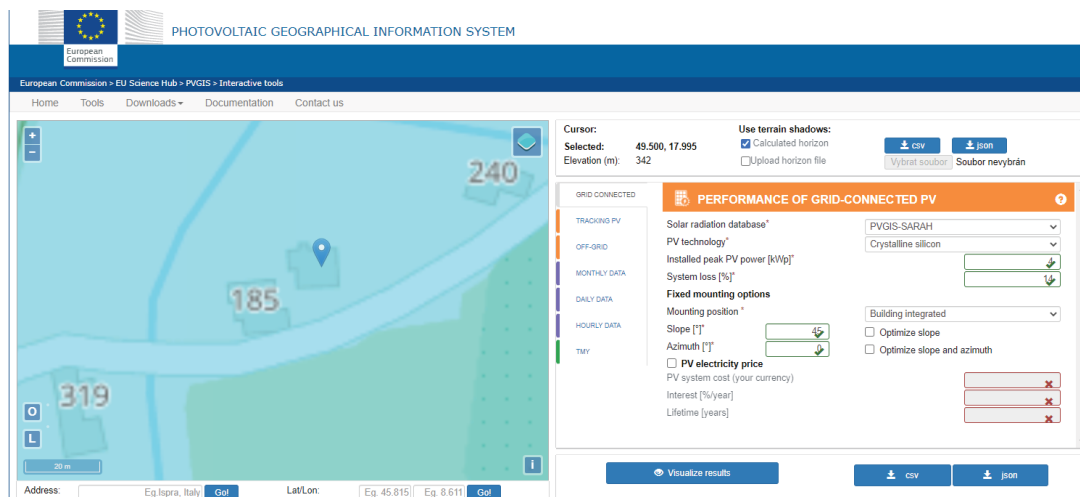 PHOTOVOLTAIC GEOGRAPHICAL INFORMATION SYSTEM
European
Commission
European Commission > EU Science Hub > PVGIS > Interactive tools
Home Tools Downloads Documentation Contact us
+
−
240
185
319
O
L
20 m
i
Address: Eg.Ispra, Italy Go! Lat/Lon: Eg. 45.815 Eg. 8.611 Go!
Cursor:
Selected: 49.500, 17.995
Elevation (m): 342
Use terrain shadows:
Calculated horizon
Upload horizon file
csv json
Vybrat soubor Soubor nevybrán
GRID CONNECTED
TRACKING PV
OFF-GRID
MONTHLY DATA
DAILY DATA
HOURLY DATA
TMY
PERFORMANCE OF GRID-CONNECTED PV ?
Solar radiation database* PVGIS-SARAH
PV technology* Crystalline silicon
Installed peak PV power [kWp]*
System loss [%]* 14
Fixed mounting options
Mounting position * Building integrated
Slope [°]* 45 Optimize slope
Azimuth [°]* 0 Optimize slope and azimuth
PV electricity price
PV system cost (your currency)
Interest [%/year]
Lifetime [years]
Visualize results csv json